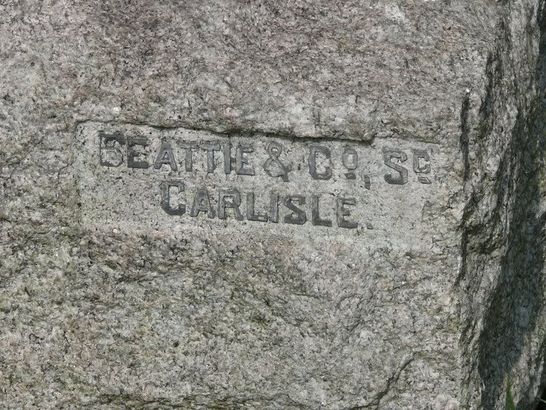 BEATTIE & Co, Sc
CARLISLE.